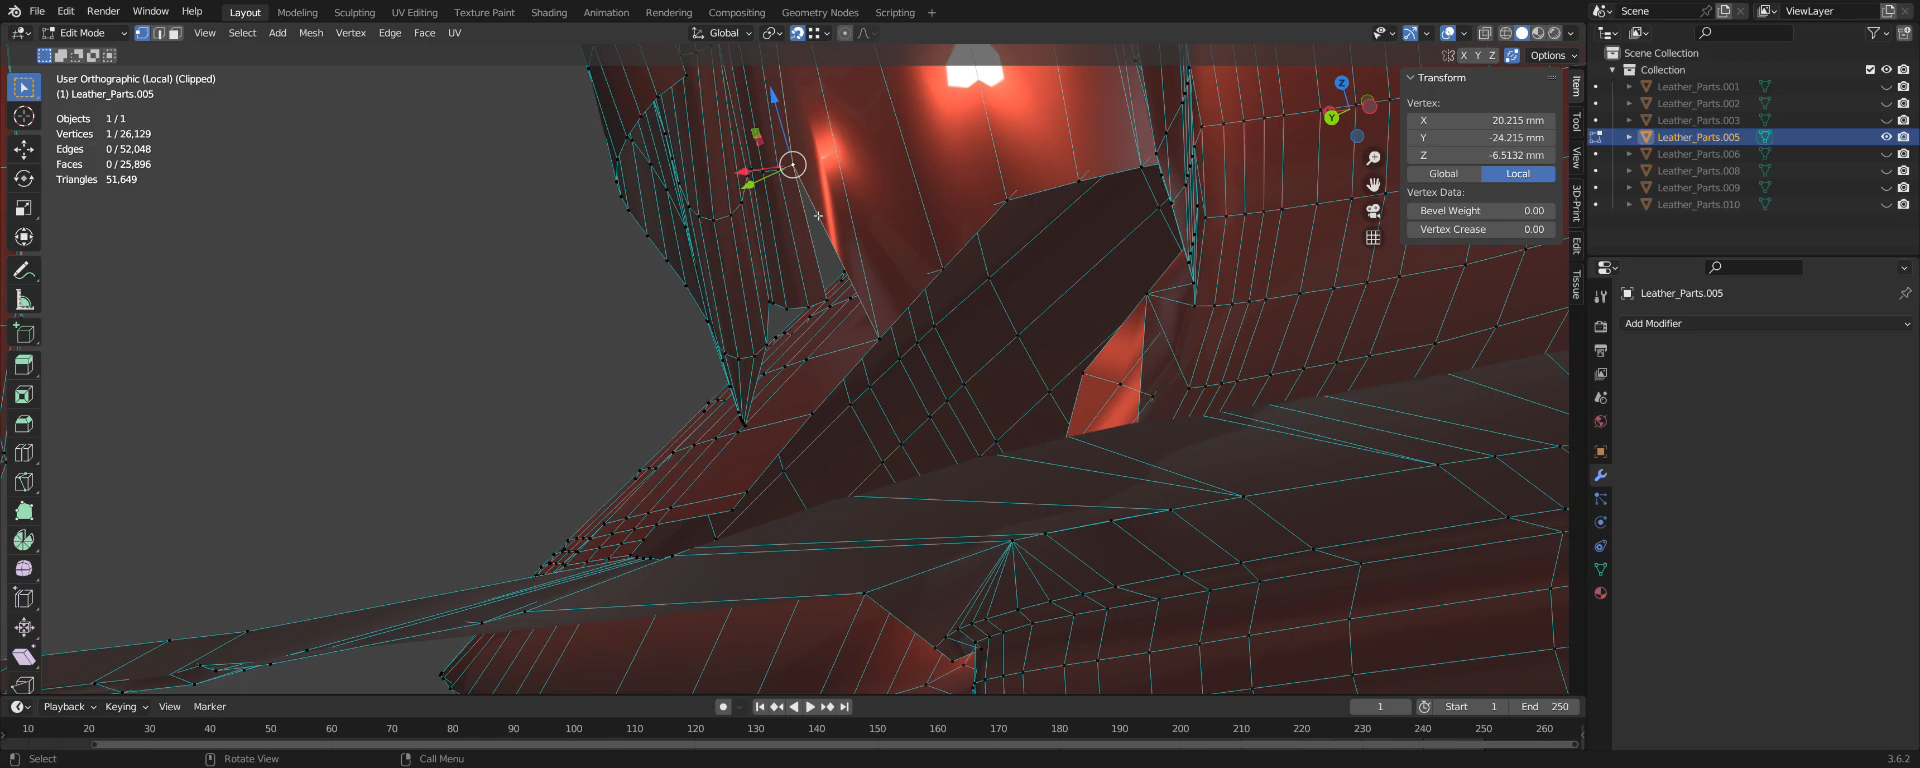 File Edit Render Window Help Layout Modeling Sculpting UV Editing Texture Paint Shading Animation Rendering Compositing Geometry Nodes Scripting + Scene ViewLayer
Edit Mode View Select Add Mesh Vertex Edge Face UV Global
X Y Z Options
User Orthographic (Local) (Clipped)
(1) Leather_Parts.005
Objects 1 / 1
Vertices 1 / 26,129
Edges 0 / 52,048
Faces 0 / 25,896
Triangles 51,649
Z
Y
Transform
Vertex:
X 20.215 mm
Y -24.215 mm
Z -6.5132 mm
Global Local
Vertex Data:
Bevel Weight 0.00
Vertex Crease 0.00
Item
Tool
View
3D-Print
Edit
Tissue
Scene Collection
Collection
Leather_Parts.001
Leather_Parts.002
Leather_Parts.003
Leather_Parts.005
Leather_Parts.006
Leather_Parts.008
Leather_Parts.009
Leather_Parts.010
Leather_Parts.005
Add Modifier
Playback Keying View Marker 1 Start 1 End 250
10 20 30 40 50 60 70 80 90 100 110 120 130 140 150 160 170 180 190 200 210 220 230 240 250 260
Select Rotate View Call Menu 3.6.2